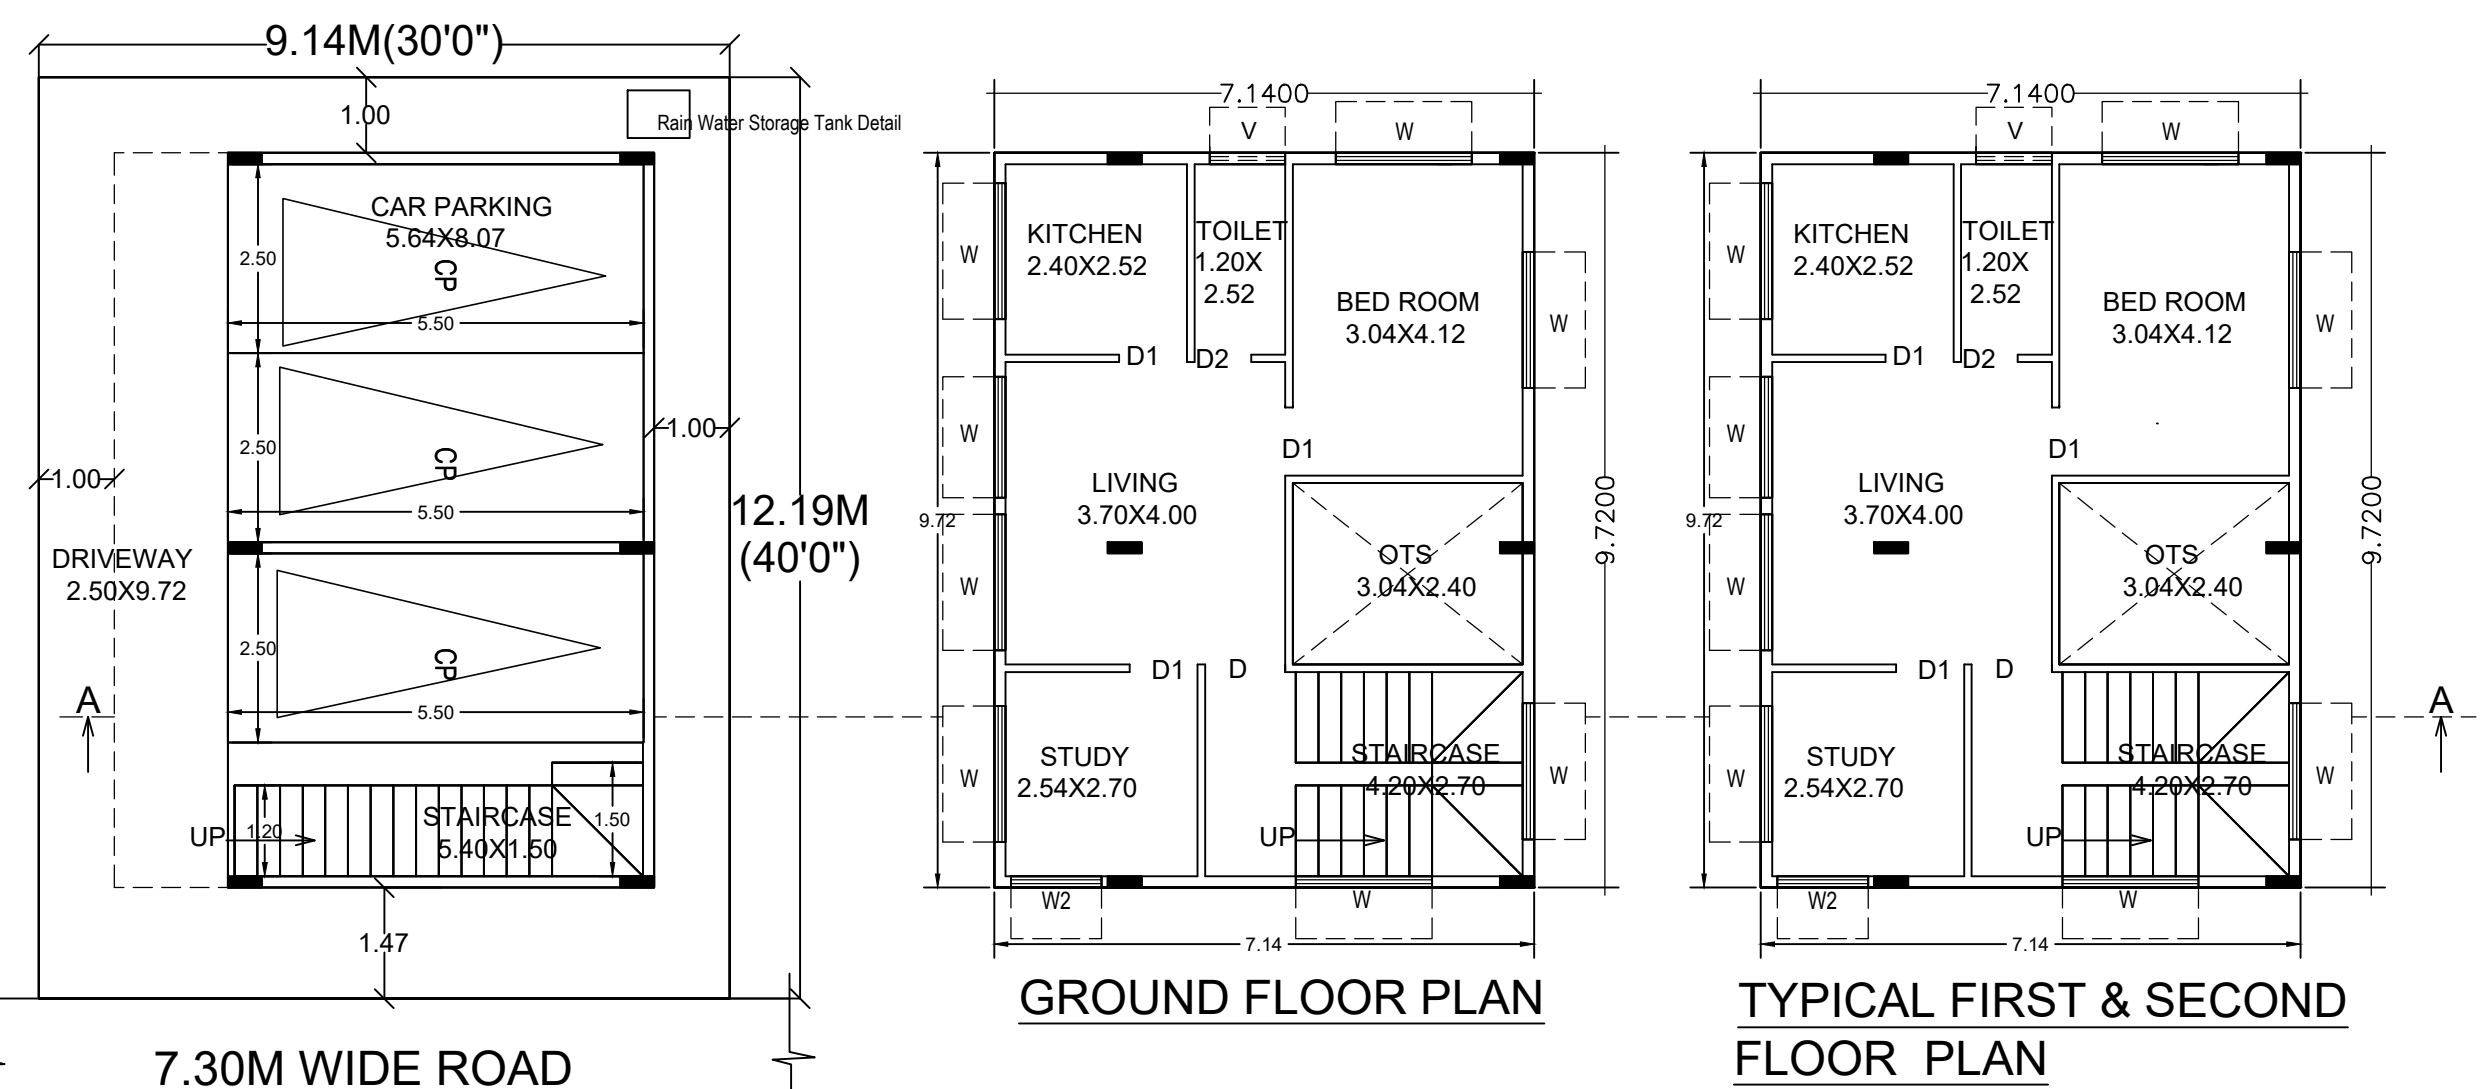 9.14M(30'0")
1.00
Rain Water Storage Tank Detail
CAR PARKING
5.64X8.07
CP
2.50
5.50
1.00
2.50
CP
5.50
1.00
12.19M
(40'0")
DRIVEWAY
2.50X9.72
2.50
CP
5.50
A
STAIRCASE
5.40X1.50
UP
1.20
1.50
1.47
7.30M WIDE ROAD
7.1400
V
W
KITCHEN
2.40X2.52
TOILET
1.20X
2.52
BED ROOM
3.04X4.12
W
W
D1
D2
W
D1
LIVING
3.70X4.00
9.72
9.7200
OTS
3.04X2.40
W
D1
D
STUDY
2.54X2.70
STAIRCASE
4.20X2.70
W
W
UP
W2
W
7.14
GROUND FLOOR PLAN
7.1400
V
W
KITCHEN
2.40X2.52
TOILET
1.20X
2.52
BED ROOM
3.04X4.12
W
W
D1
D2
W
D1
LIVING
3.70X4.00
9.72
9.7200
OTS
3.04X2.40
W
D1
D
A
STUDY
2.54X2.70
STAIRCASE
4.20X2.70
W
W
UP
W2
W
7.14
TYPICAL FIRST & SECOND
FLOOR PLAN